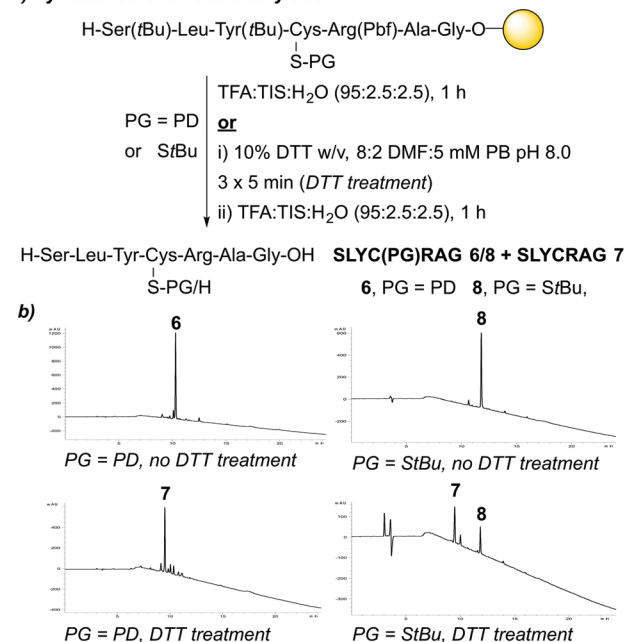 H-Ser(tBu)-Leu-Tyr(tBu)-Cys-Arg(Pbf)-Ala-Gly-O
S-PG
TFA:TIS:H2O (95:2.5:2.5), 1 h
PG = PD or
or StBu i) 10% DTT w/v, 8:2 DMF:5 mM PB pH 8.0
3 x 5 min (DTT treatment)
ii) TFA:TIS:H2O (95:2.5:2.5), 1 h
H-Ser-Leu-Tyr-Cys-Arg-Ala-Gly-OH SLYC(PG)RAG 6/8 + SLYCRAG 7
S-PG/H
6, PG = PD 8, PG = StBu,
b)
6
8
PG = PD, no DTT treatment
PG = StBu, no DTT treatment
7
7
8
PG = PD, DTT treatment
PG = StBu, DTT treatment